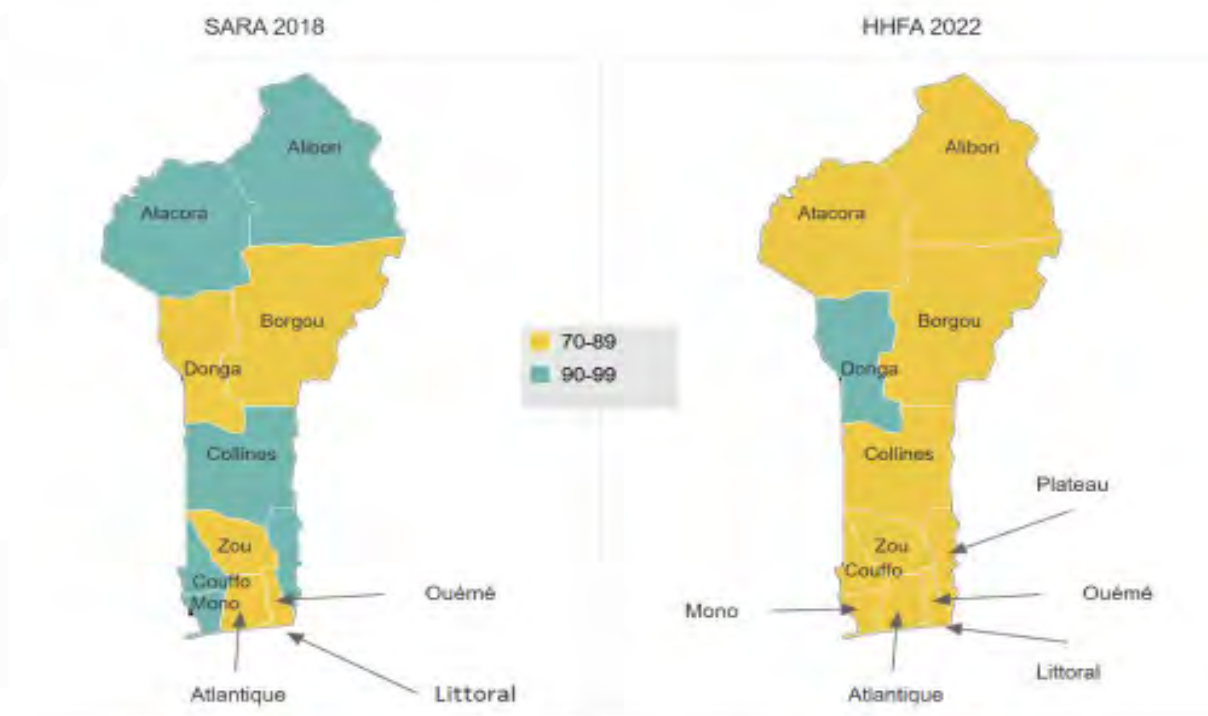 SARA 2018
HHFA 2022
Alibori
Atacora
Borgou
Donga
Collines
Zou
Couffo
Mono
Ouémé
Atlantique
Littoral
70-89
90-99
Alibori
Atacora
Borgou
Donga
Collines
Plateau
Zou
Couffo
Mono
Ouémé
Littoral
Atlantique